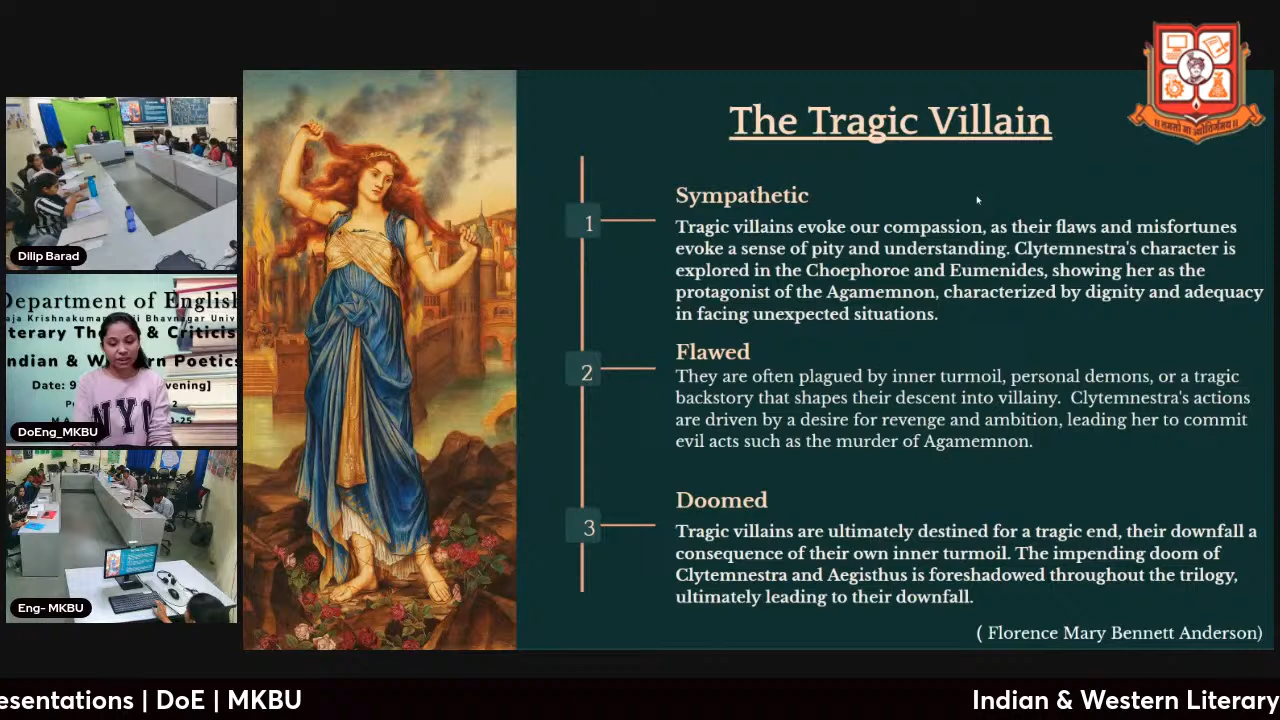 The Tragic Villain
1
Sympathetic
Tragic villains evoke our compassion, as their flaws and misfortunes
evoke a sense of pity and understanding. Clytemnestra's character is
explored in the Choephoroe and Eumenides, showing her as the
protagonist of the Agamemnon, characterized by dignity and adequacy
in facing unexpected situations.
2
Flawed
They are often plagued by inner turmoil, personal demons, or a tragic
backstory that shapes their descent into villainy. Clytemnestra's actions
are driven by a desire for revenge and ambition, leading her to commit
evil acts such as the murder of Agamemnon.
3
Doomed
Tragic villains are ultimately destined for a tragic end, their downfall a
consequence of their own inner turmoil. The impending doom of
Clytemnestra and Aegisthus is foreshadowed throughout the trilogy,
ultimately leading to their downfall.
( Florence Mary Bennett Anderson)
Dilip Barad
Department of English
Bhavnagar Univ
& Criticis
Poetics
Date: 9
DoEng_MKBU
NYC
Eng- MKBU
esentations | DoE | MKBU
Indian & Western Literary